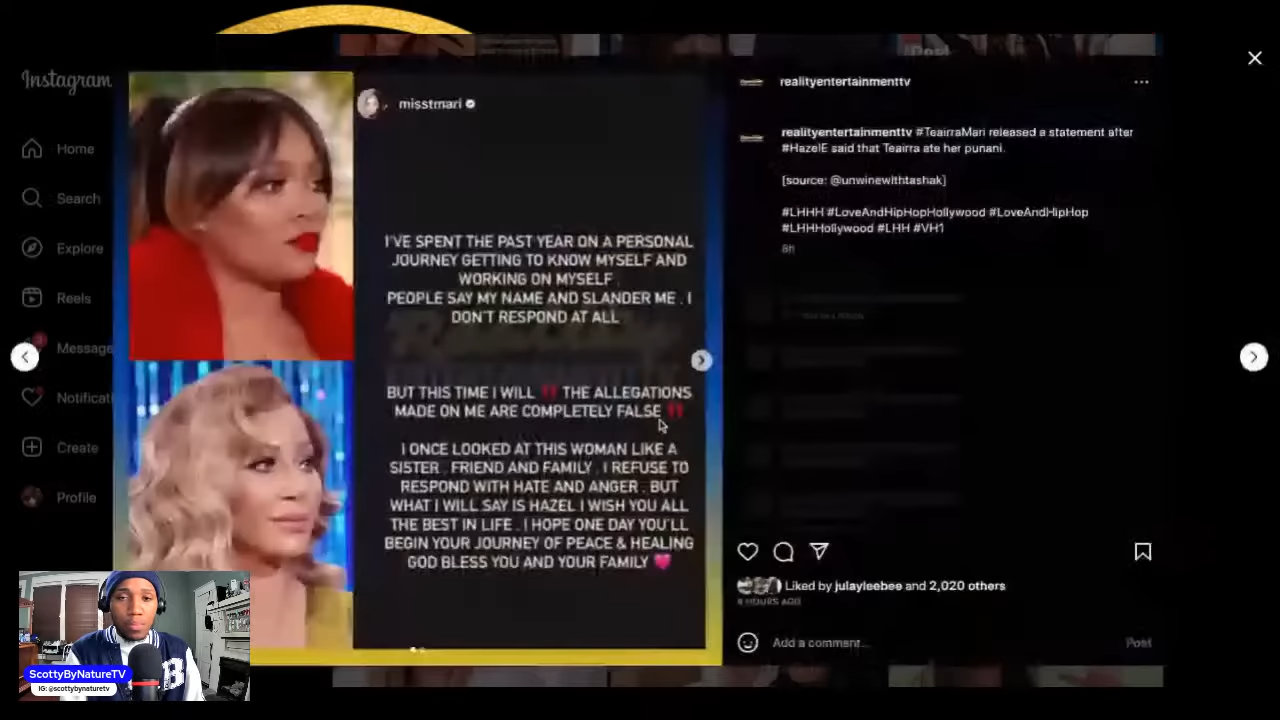 Instagram
Home
Search
Explore
Reels
Message
Notificat
Create
Profile
misstmari
I'VE SPENT THE PAST YEAR ON A PERSONAL
JOURNEY GETTING TO KNOW MYSELF AND
WORKING ON MYSELF .
PEOPLE SAY MY NAME AND SLANDER ME . I
DON'T RESPOND AT ALL
BUT THIS TIME I WILL ‼️ THE ALLEGATIONS
MADE ON ME ARE COMPLETELY FALSE ‼️
I ONCE LOOKED AT THIS WOMAN LIKE A
SISTER . FRIEND AND FAMILY . I REFUSE TO
RESPOND WITH HATE AND ANGER . BUT
WHAT I WILL SAY IS HAZEL I WISH YOU ALL
THE BEST IN LIFE . I HOPE ONE DAY YOU'LL
BEGIN YOUR JOURNEY OF PEACE & HEALING
GOD BLESS YOU AND YOUR FAMILY 💗
realityentertainmenttv
realityentertainmenttv #TeairraMari released a statement after
#HazelE said that Teairra ate her punani.
[source: @unwinewithtashak]
#LHHH #LoveAndHipHopHollywood #LoveAndHipHop
#LHHHollywood #LHH #VH1
8h
Liked by julayleebee and 2,020 others
8 HOURS AGO
Add a comment...
Post
ScottyByNatureTV
IG: @scottybynaturetv